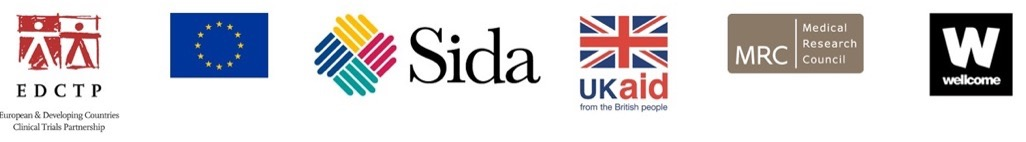 EDCTP
European & Developing Countries
Clinical Trials Partnership
Sida
UKaid
from the British people
MRC
Medical
Research
Council
W
wellcome